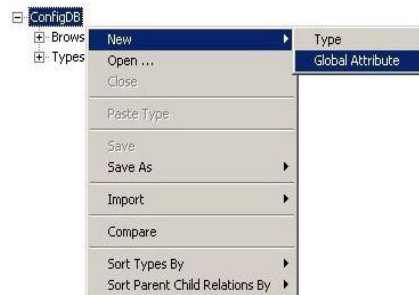 ConfigDB
Brows
Types
New
Open ...
Close
Paste Type
Save
Save As
Import
Compare
Sort Types By
Sort Parent Child Relations By
Type
Global Attribute